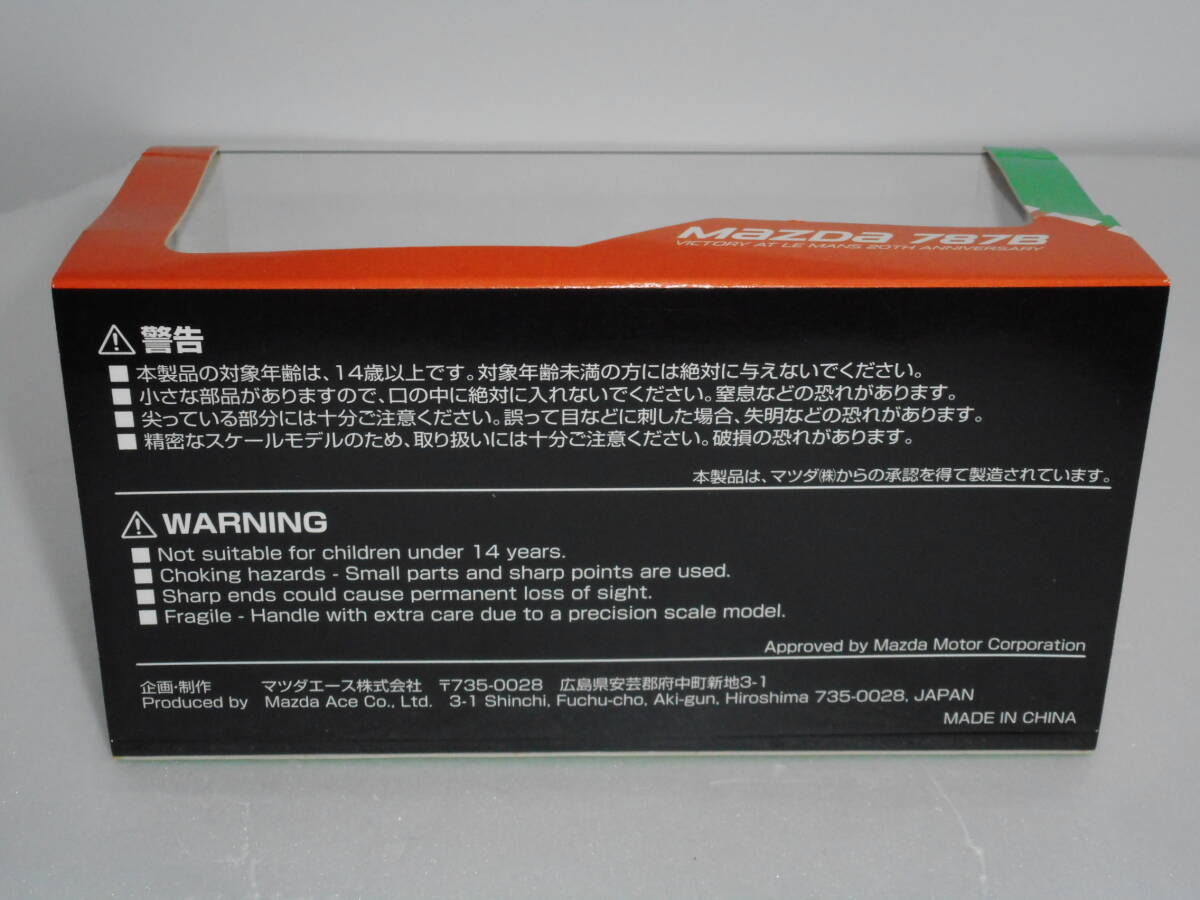 MAZDA 787B
VICTORY AT LE MANS 20TH ANNIVERSARY
警告
■ 本製品の対象年齢は、14歳以上です。対象年齢未満の方には絶対に与えないでください。
■ 小さな部品がありますので、口の中に絶対に入れないでください。窒息などの恐れがあります。
■ 尖っている部分には十分ご注意ください。誤って目などに刺した場合、失明などの恐れがあります。
■ 精密なスケールモデルのため、取り扱いには十分ご注意ください。破損の恐れがあります。
本製品は、マツダ㈱からの承認を得て製造されています。
WARNING
■ Not suitable for children under 14 years.
■ Choking hazards - Small parts and sharp points are used.
■ Sharp ends could cause permanent loss of sight.
■ Fragile - Handle with extra care due to a precision scale model.
Approved by Mazda Motor Corporation
企画・制作 マツダエース株式会社 〒735-0028 広島県安芸郡府中町新地3-1
Produced by Mazda Ace Co., Ltd. 3-1 Shinchi, Fuchu-cho, Aki-gun, Hiroshima 735-0028, JAPAN
MADE IN CHINA